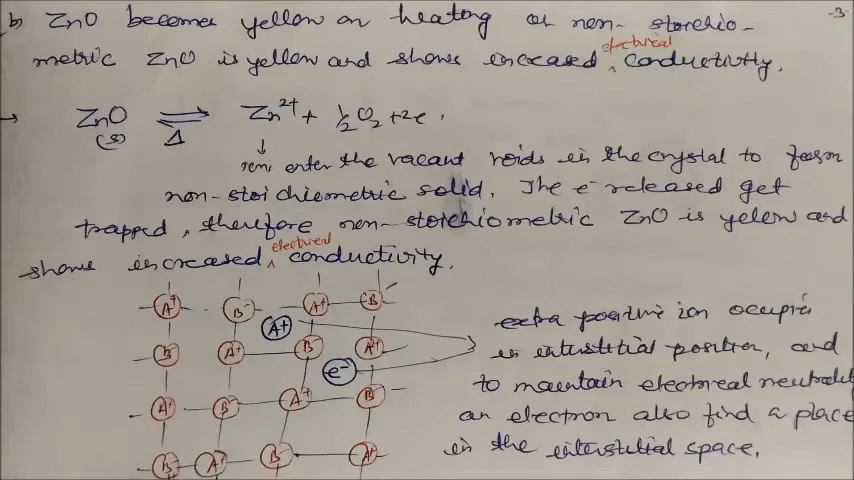 b) ZnO becomes yellow on heating or non-stoichio-
metric ZnO is yellow and shows increased electrical conductivity.
-3-
→ ZnO (s) ⇌ Δ Zn²⁺ + ½O₂ + 2e⁻.
↓
enter the vacant voids in the crystal to form
non-stoichiometric solid. The e⁻ released get
trapped, therefore non-stoichiometric ZnO is yellow and
shows increased electrical conductivity.
A⁺ B⁻ A⁺ B⁻
A⁺
B⁻ A⁺ B⁻ A⁺
e⁻
A⁺ B⁻ A⁺ B⁻
B⁻ A⁺ B⁻ A⁺
extra positive ion occupies
in interstitial position, and
to maintain electrical neutrality
an electron also find a place
in the interstitial space.